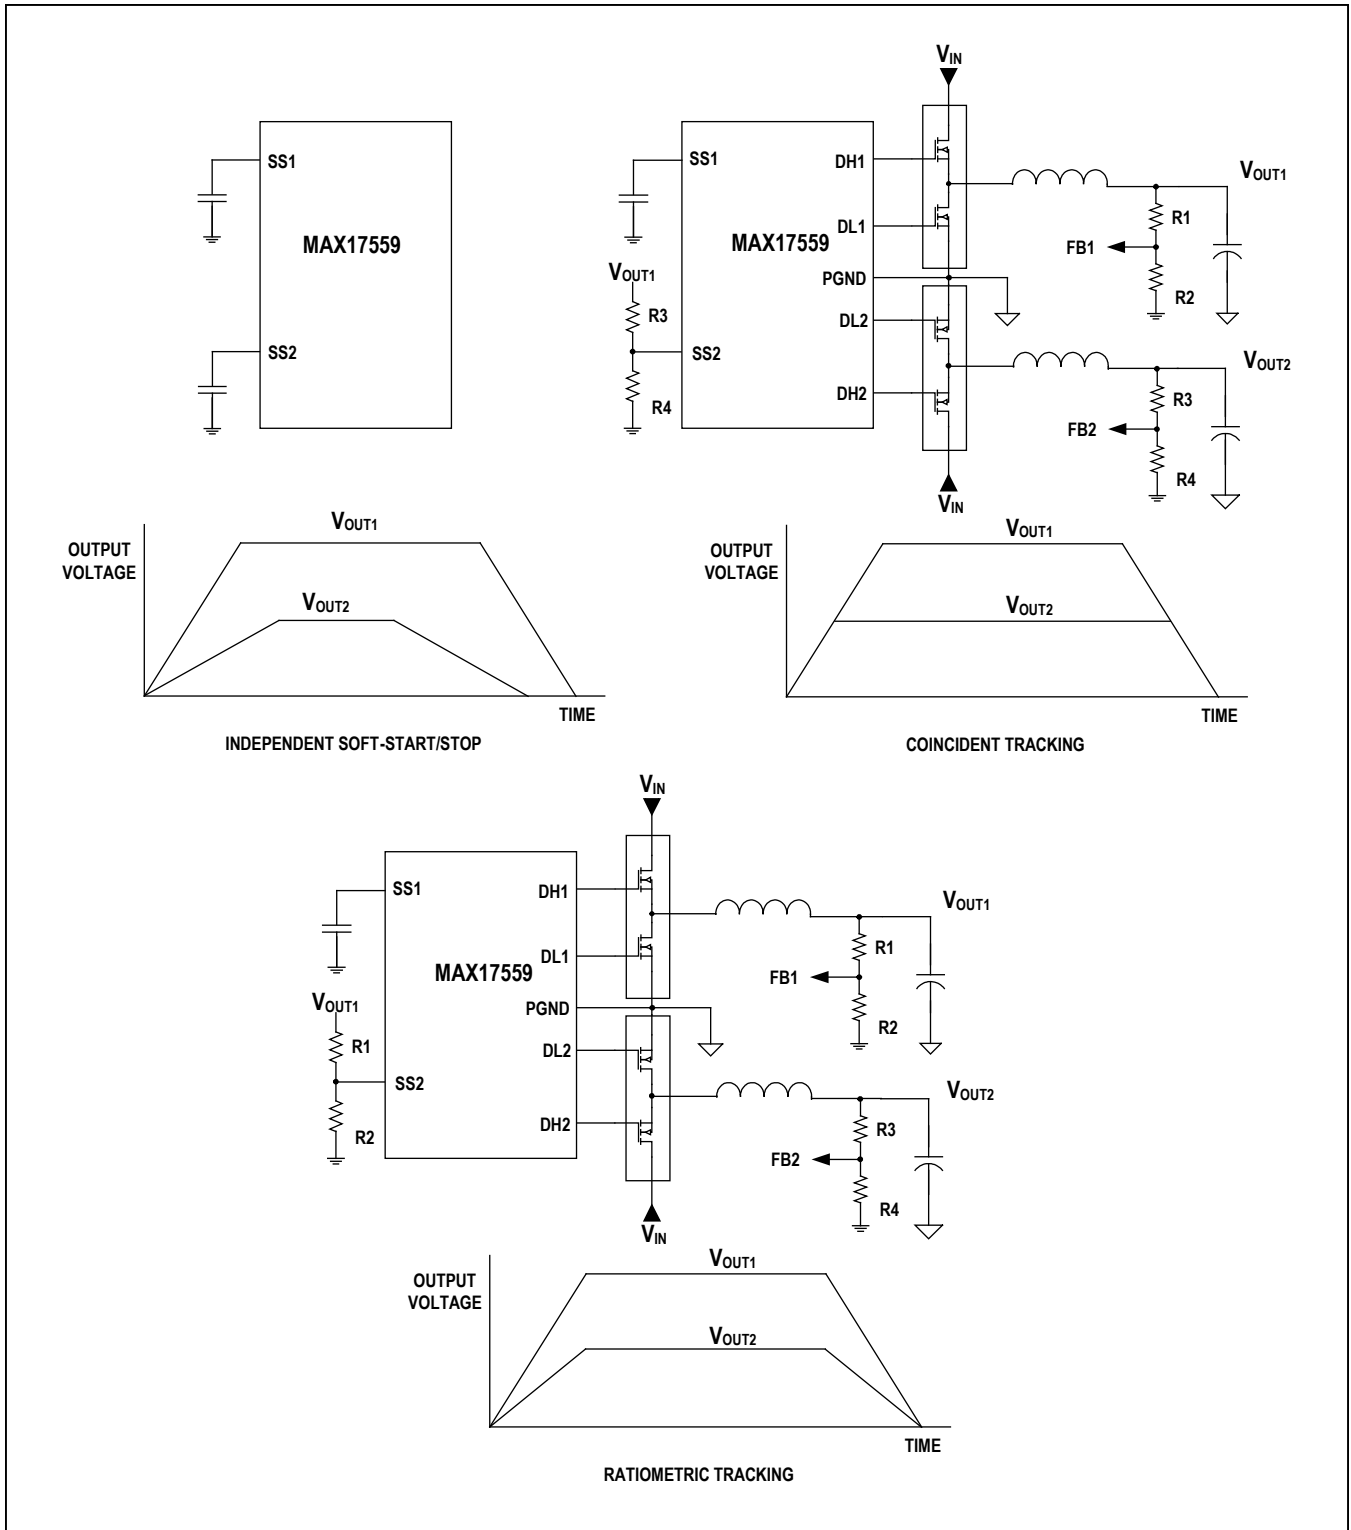 SS1
MAX17559
SS2
VIN
SS1
DH1
VOUT1
R1
DL1
MAX17559
FB1
PGND
R2
VOUT1
R3
DL2
SS2
VOUT2
R4
DH2
R3
FB2
R4
VIN
OUTPUT
VOLTAGE
VOUT1
VOUT2
TIME
INDEPENDENT SOFT-START/STOP
OUTPUT
VOLTAGE
VOUT1
VOUT2
TIME
COINCIDENT TRACKING
VIN
SS1
DH1
VOUT1
R1
DL1
MAX17559
FB1
VOUT1
PGND
R2
R1
DL2
SS2
VOUT2
R2
DH2
R3
FB2
R4
VIN
OUTPUT
VOLTAGE
VOUT1
VOUT2
TIME
RATIOMETRIC TRACKING